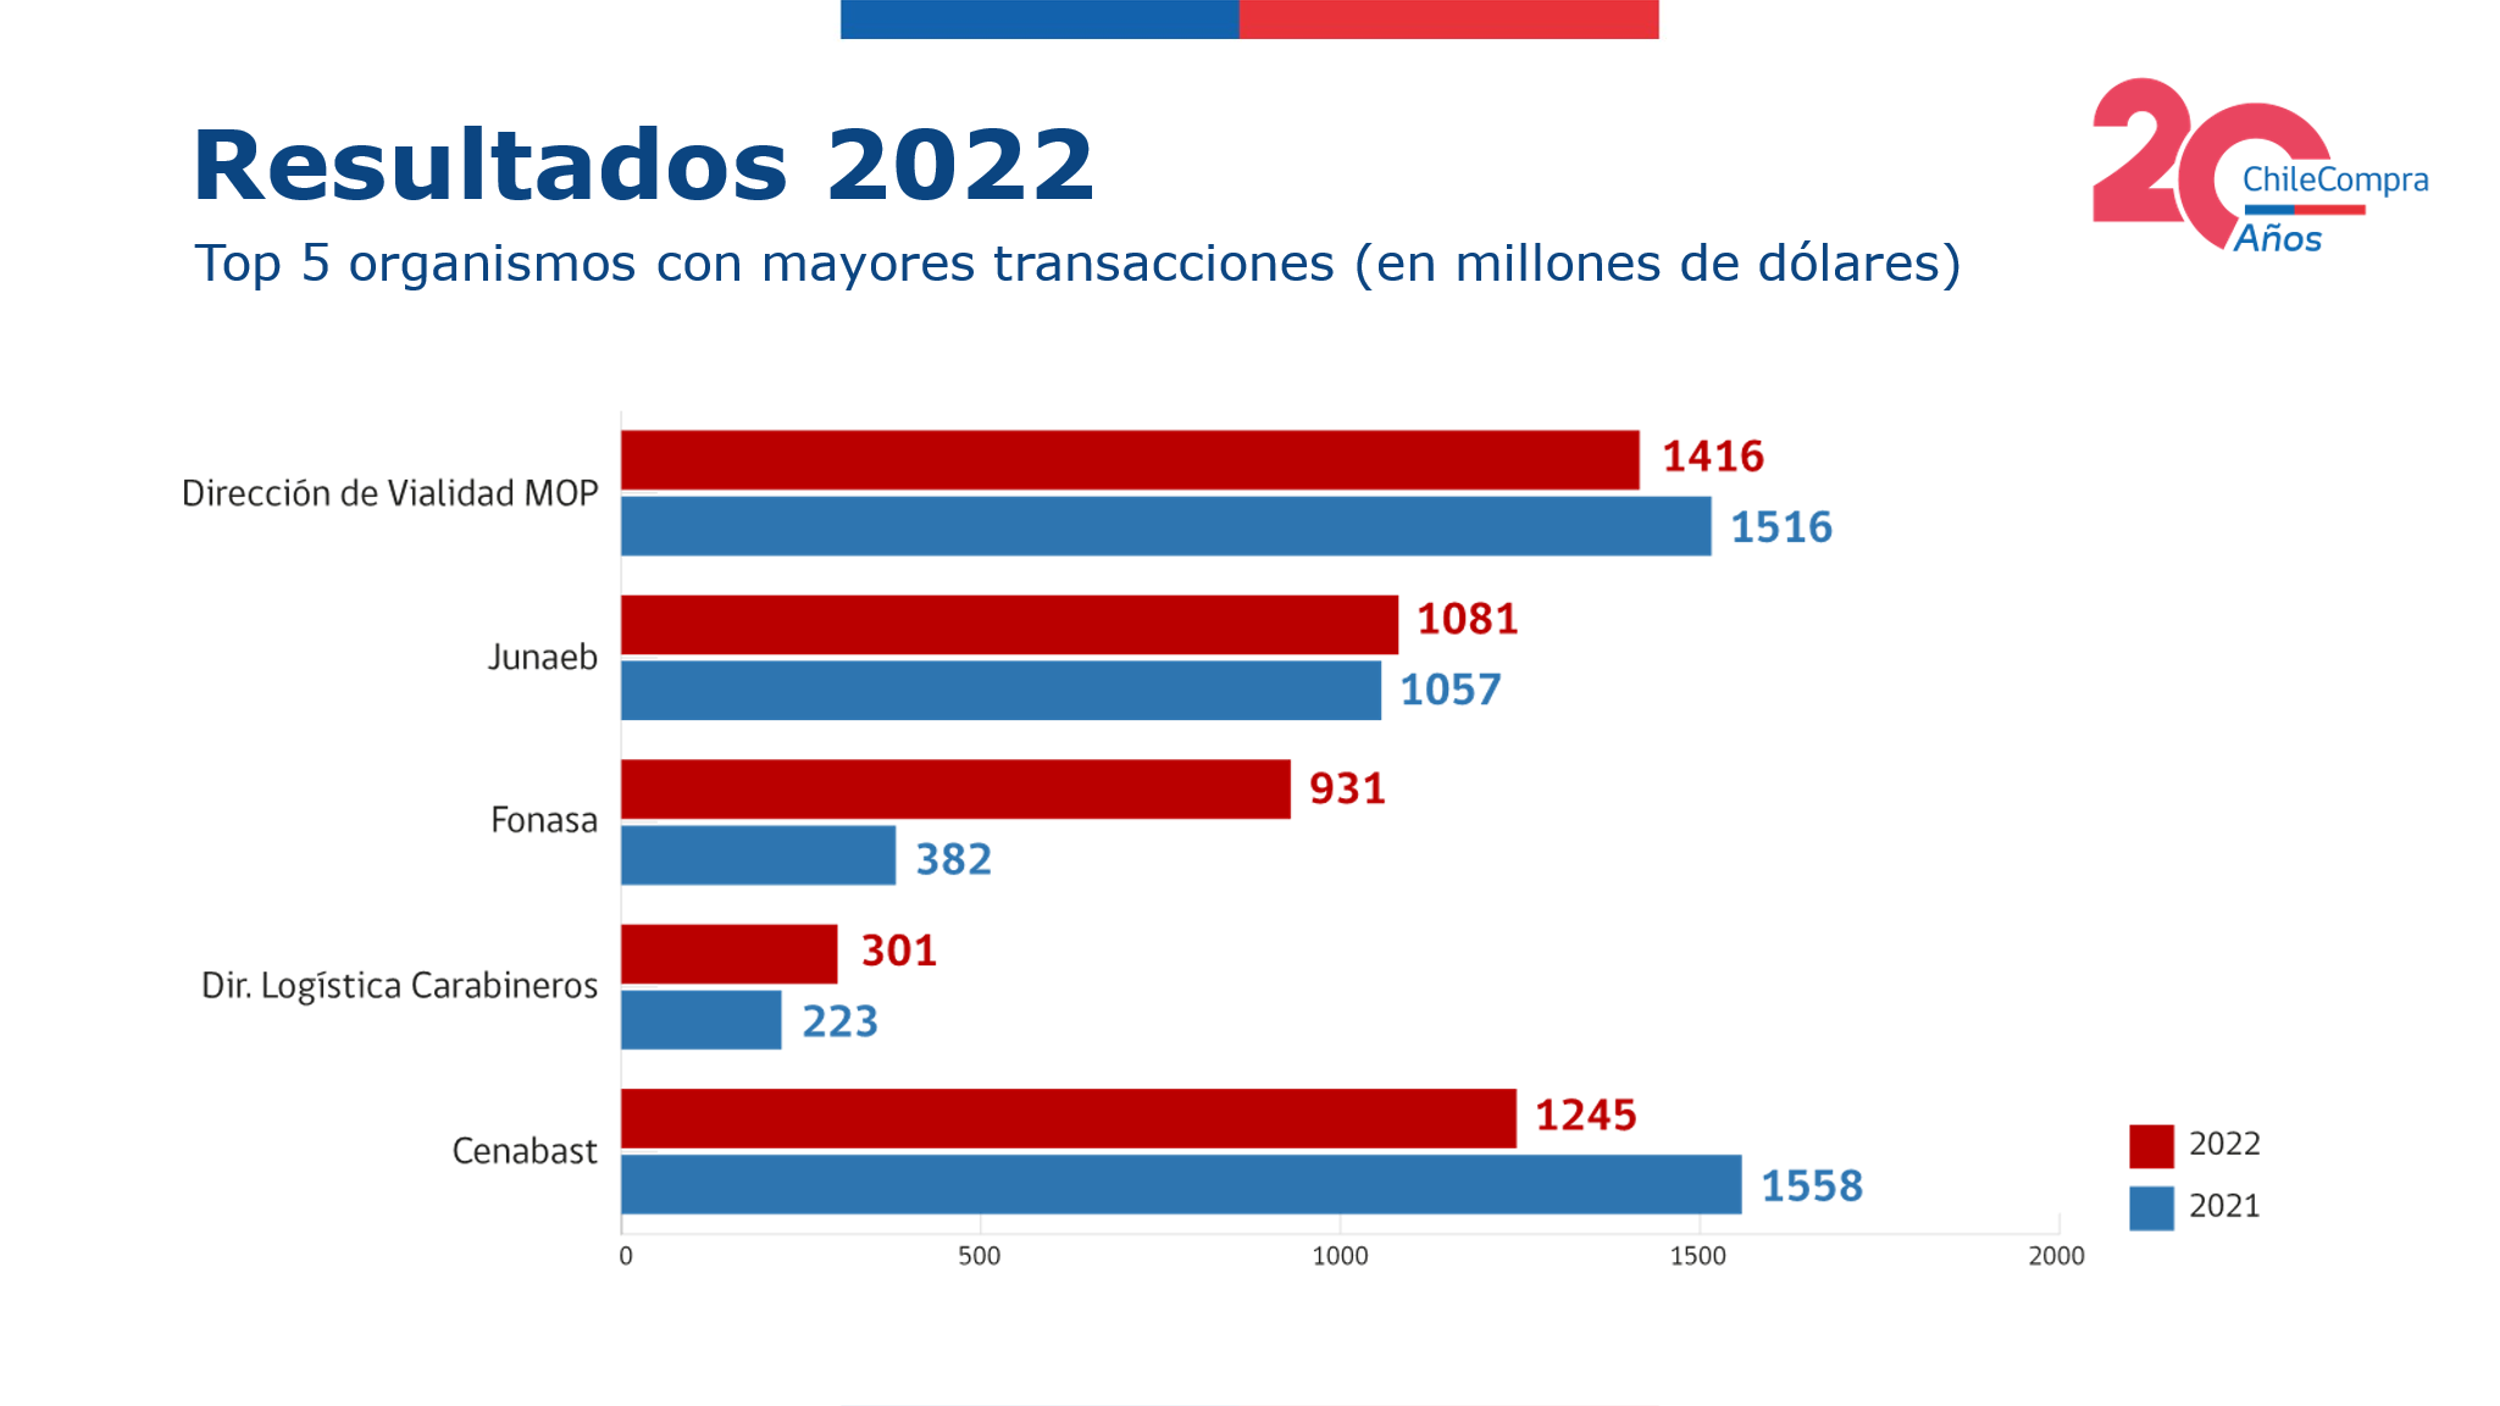 Resultados 2022
Top 5 organismos con mayores transacciones (en millones de dólares)
20
ChileCompra
Años
Dirección de Vialidad MOP
1416
1516
Junaeb
1081
1057
Fonasa
931
382
Dir. Logística Carabineros
301
223
Cenabast
1245
1558
2022
2021
0 500 1000 1500 2000